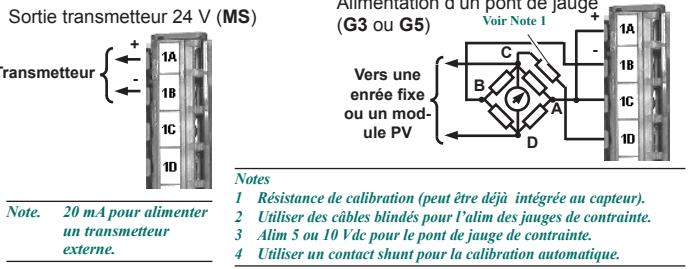 Sortie transmetteur 24 V (MS)
+
-
1A
1B
1C
1D
Transmetteur
Note. 20 mA pour alimenter
un transmetteur
externe.
Alimentation d'un pont de jauge
(G3 ou G5)
Voir Note 1
+
-
1A
1B
1C
1D
C
B
A
D
Vers une
enrée fixe
ou un mod-
ule PV
Notes
1 Résistance de calibration (peut être déjà intégrée au capteur).
2 Utiliser des câbles blindés pour l'alim des jauges de contrainte.
3 Alim 5 ou 10 Vdc pour le pont de jauge de contrainte.
4 Utiliser un contact shunt pour la calibration automatique.